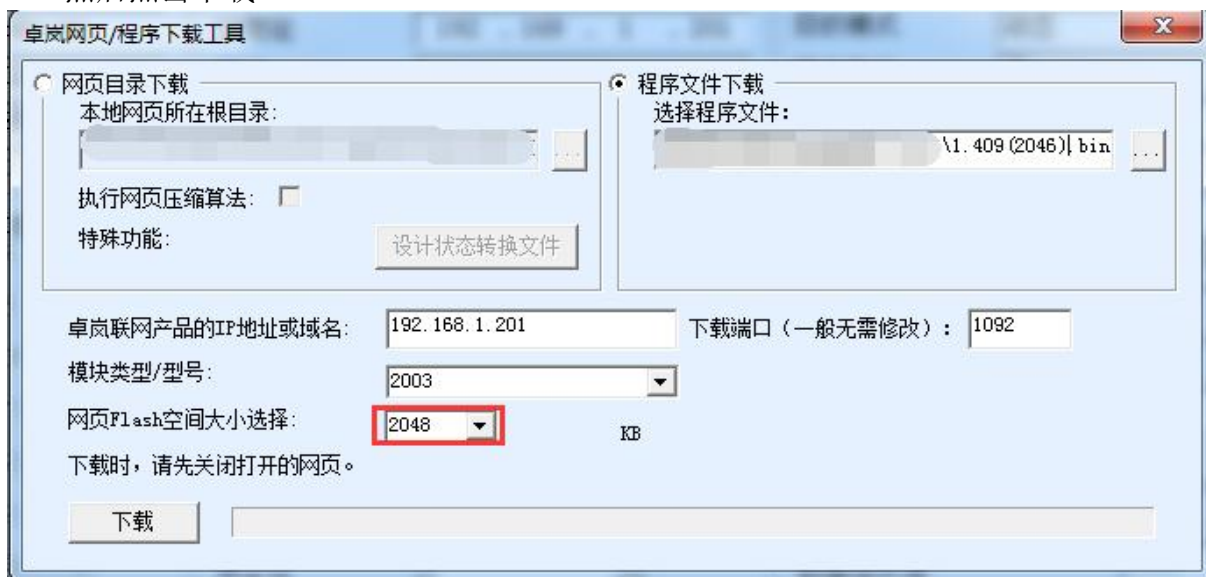 卓岚网页/程序下载工具
网页目录下载
本地网页所在根目录:
...
执行网页压缩算法:
特殊功能:
设计状态转换文件
程序文件下载
选择程序文件:
\1.409(2046).bin
...
卓岚联网产品的IP地址或域名:
192.168.1.201
下载端口（一般无需修改）:
1092
模块类型/型号:
2003
网页Flash空间大小选择:
2048
KB
下载时，请先关闭打开的网页。
下载